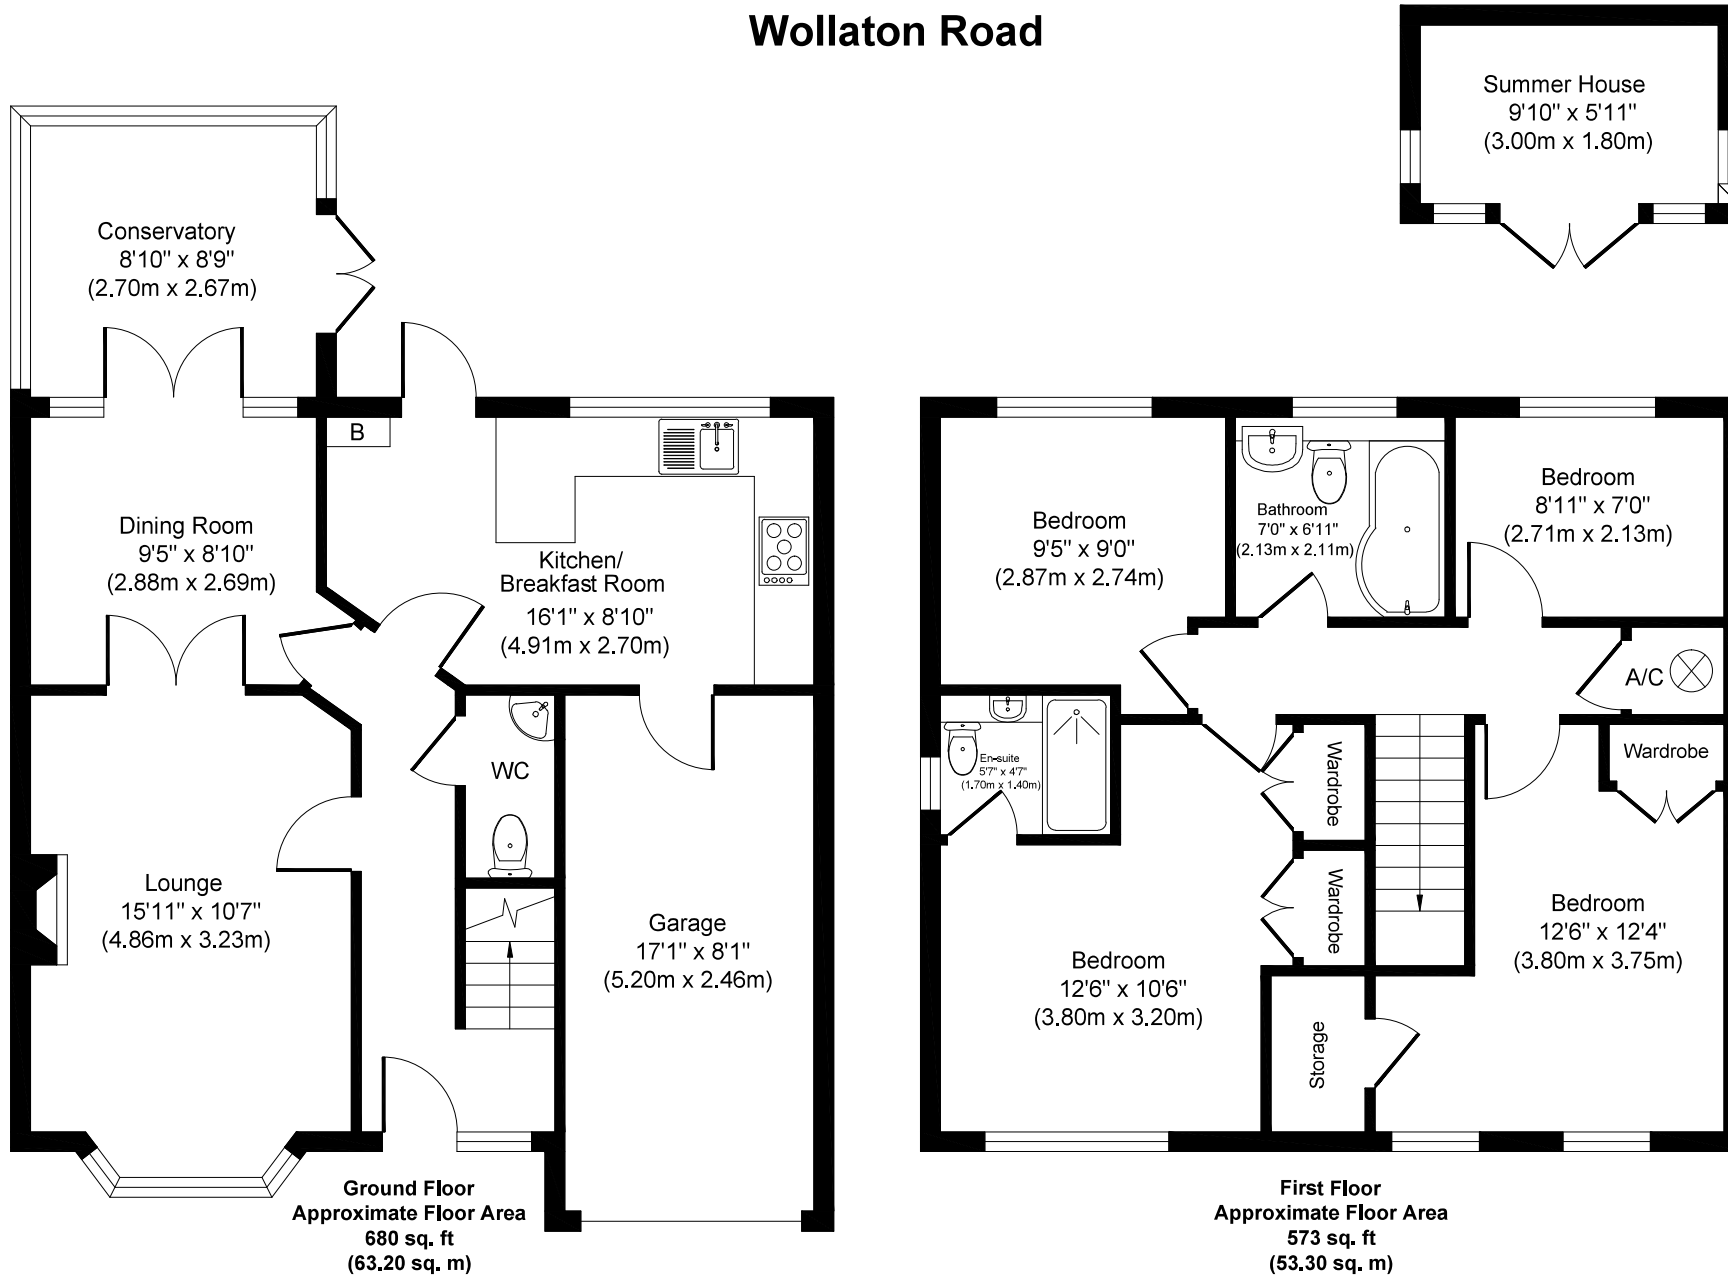 Wollaton Road
Summer House
9'10" x 5'11"
(3.00m x 1.80m)
Conservatory
8'10" x 8'9"
(2.70m x 2.67m)
B
Dining Room
9'5" x 8'10"
(2.88m x 2.69m)
Kitchen/
Breakfast Room
16'1" x 8'10"
(4.91m x 2.70m)
WC
Lounge
15'11" x 10'7"
(4.86m x 3.23m)
Garage
17'1" x 8'1"
(5.20m x 2.46m)
Ground Floor
Approximate Floor Area
680 sq. ft
(63.20 sq. m)
Bedroom
9'5" x 9'0"
(2.87m x 2.74m)
Bathroom
7'0" x 6'11"
(2.13m x 2.11m)
Bedroom
8'11" x 7'0"
(2.71m x 2.13m)
A/C
En-suite
5'7" x 4'7"
(1.70m x 1.40m)
Wardrobe
Wardrobe
Wardrobe
Bedroom
12'6" x 10'6"
(3.80m x 3.20m)
Bedroom
12'6" x 12'4"
(3.80m x 3.75m)
Storage
First Floor
Approximate Floor Area
573 sq. ft
(53.30 sq. m)